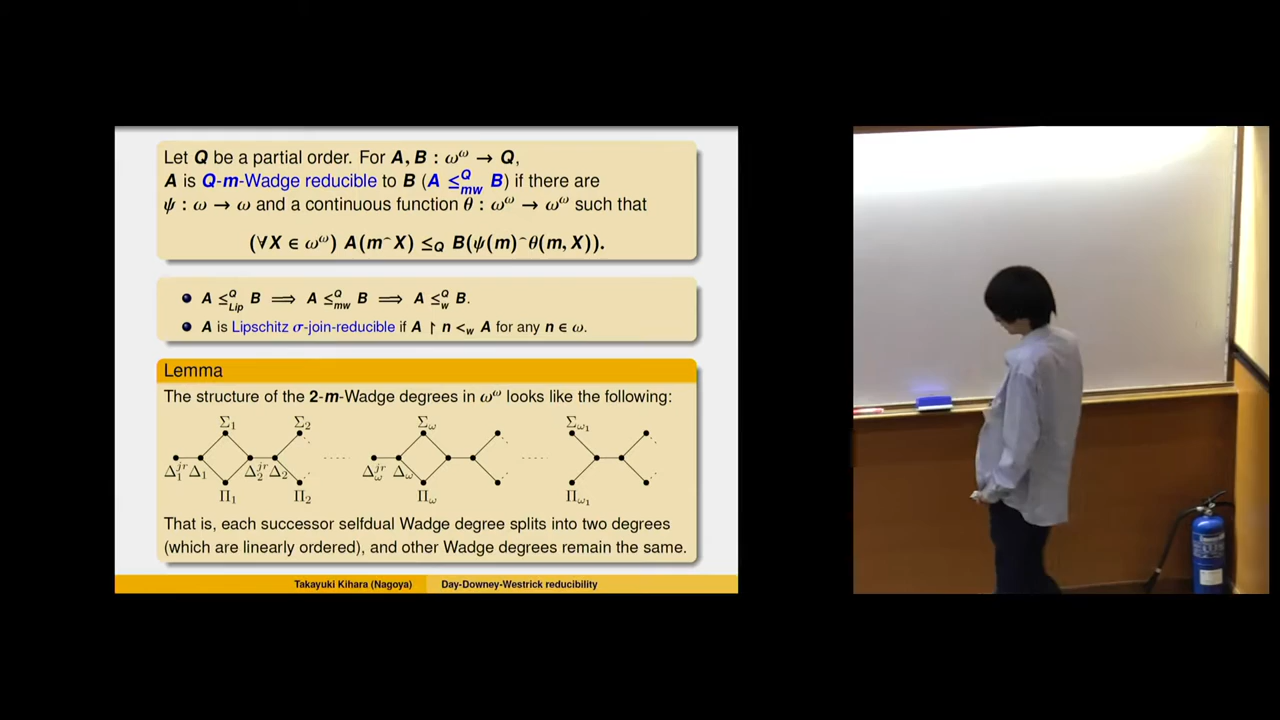 Let Q be a partial order. For A, B : ω^ω → Q,
A is Q-m-Wadge reducible to B (A ≤^Q_mw B) if there are
ψ : ω → ω and a continuous function θ : ω^ω → ω^ω such that
(∀X ∈ ω^ω) A(m⌢X) ≤_Q B(ψ(m)⌢θ(m, X)).
A ≤^Q_Lip B ⟹ A ≤^Q_mw B ⟹ A ≤^Q_w B.
A is Lipschitz σ-join-reducible if A ↾ n <_w A for any n ∈ ω.
Lemma
The structure of the 2-m-Wadge degrees in ω^ω looks like the following:
Σ_1 Σ_2 Σ_ω Σ_ω_1
Δ_1^jr Δ_1 Δ_2^jr Δ_2 Δ_ω^jr Δ_ω
Π_1 Π_2 Π_ω Π_ω_1
That is, each successor selfdual Wadge degree splits into two degrees
(which are linearly ordered), and other Wadge degrees remain the same.
Takayuki Kihara (Nagoya) Day-Downey-Westrick reducibility